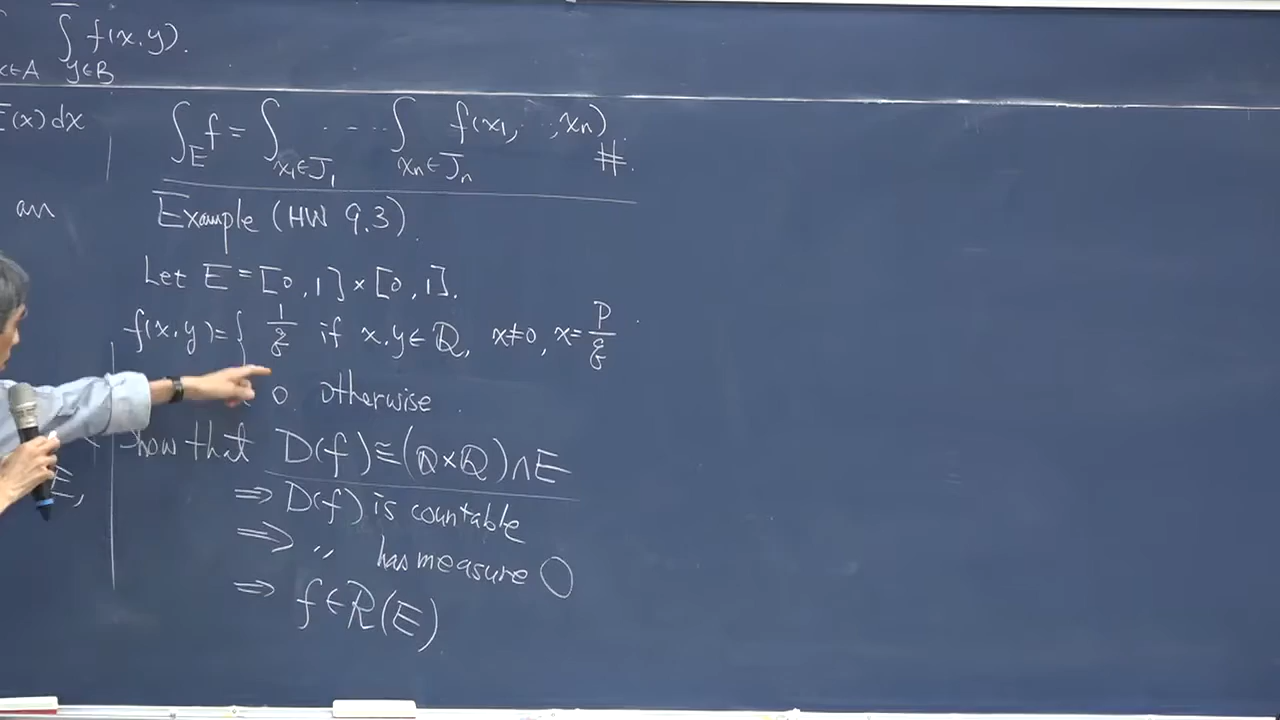 ∫ f(x,y).
x∈A y∈B
E(x)dx
∫_E f = ∫_{x₁∈J₁} ---- ∫_{xₙ∈Jₙ} f(x₁, ..,xₙ) #.
an
Example (HW 9.3).
Let E = [0,1]×[0,1].
f(x,y) = { 1/q if x,y∈Q, x≠0, x = p/q .
0 otherwise.
Show that D(f) ≅ (Q×Q)∩E
E,
⇒ D(f) is countable
⇒ 〃 has measure 0
⇒ f∈R(E)